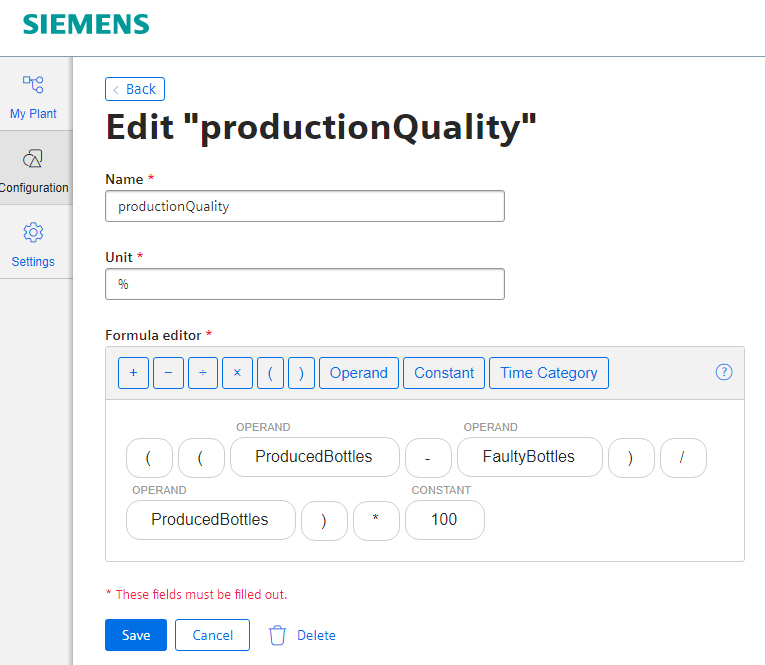 SIEMENS
My Plant
Configuration
Settings
< Back
Edit "productionQuality"
Name *
productionQuality
Unit *
%
Formula editor *
+ − ÷ × ( ) Operand Constant Time Category ?
OPERAND OPERAND
( ( ProducedBottles - FaultyBottles ) /
OPERAND CONSTANT
ProducedBottles ) * 100
* These fields must be filled out.
Save Cancel Delete